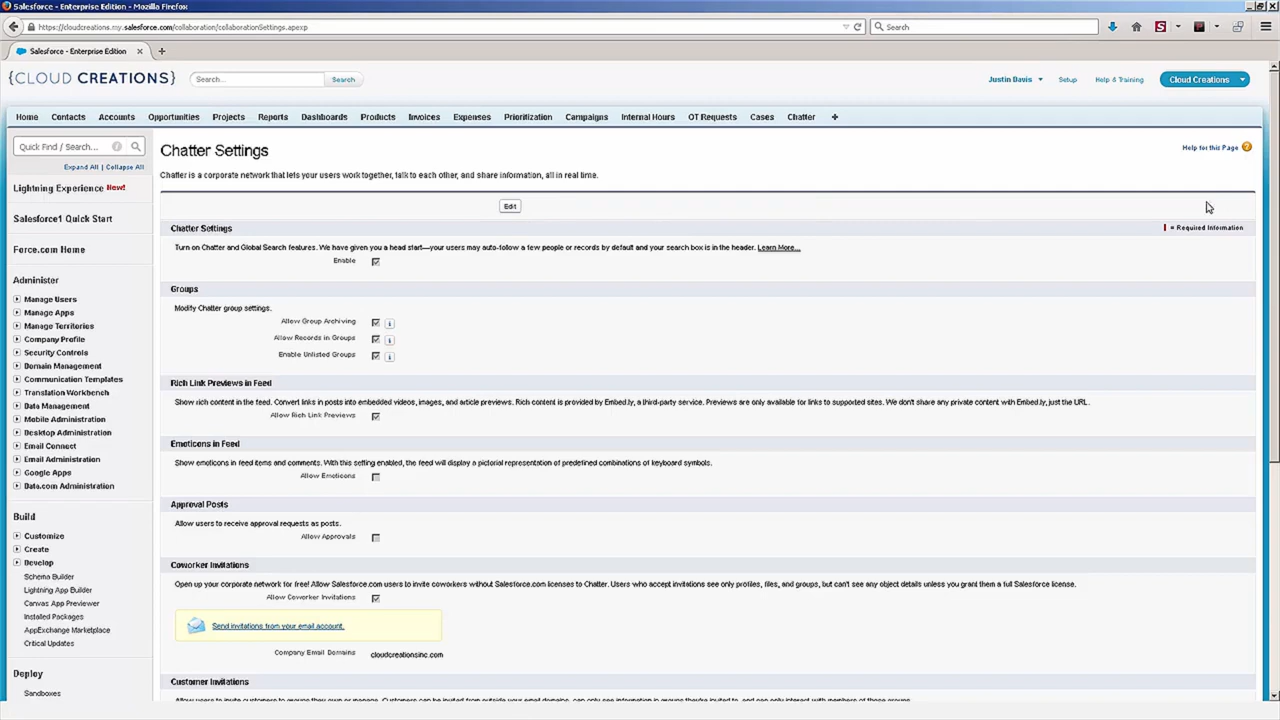 Salesforce - Enterprise Edition - Mozilla Firefox
https://cloudcreations.my.salesforce.com/collaboration/collaborationSettings.apexp
Search
Salesforce - Enterprise Edition
{CLOUD CREATIONS}
Search...
Search
Justin Davis
Setup
Help & Training
Cloud Creations
Home Contacts Accounts Opportunities Projects Reports Dashboards Products Invoices Expenses Prioritization Campaigns Internal Hours OT Requests Cases Chatter +
Quick Find / Search...
Expand All | Collapse All
Lightning Experience New!
Salesforce1 Quick Start
Force.com Home
Administer
Manage Users
Manage Apps
Manage Territories
Company Profile
Security Controls
Domain Management
Communication Templates
Translation Workbench
Data Management
Mobile Administration
Desktop Administration
Email Connect
Email Administration
Google Apps
Data.com Administration
Build
Customize
Create
Develop
Schema Builder
Lightning App Builder
Canvas App Previewer
Installed Packages
AppExchange Marketplace
Critical Updates
Deploy
Sandboxes
Chatter Settings
Help for this Page
Chatter is a corporate network that lets your users work together, talk to each other, and share information, all in real time.
Edit
Chatter Settings
= Required Information
Turn on Chatter and Global Search features. We have given you a head start—your users may auto-follow a few people or records by default and your search box is in the header. Learn More...
Enable
Groups
Modify Chatter group settings.
Allow Group Archiving
Allow Records in Groups
Enable Unlisted Groups
Rich Link Previews in Feed
Show rich content in the feed. Convert links in posts into embedded videos, images, and article previews. Rich content is provided by Embed.ly, a third-party service. Previews are only available for links to supported sites. We don't share any private content with Embed.ly, just the URL.
Allow Rich Link Previews
Emoticons in Feed
Show emoticons in feed items and comments. With this setting enabled, the feed will display a pictorial representation of predefined combinations of keyboard symbols.
Allow Emoticons
Approval Posts
Allow users to receive approval requests as posts.
Allow Approvals
Coworker Invitations
Open up your corporate network for free! Allow Salesforce.com users to invite coworkers without Salesforce.com licenses to Chatter. Users who accept invitations see only profiles, files, and groups, but can't see any object details unless you grant them a full Salesforce license.
Allow Coworker Invitations
Send invitations from your email account.
Company Email Domains cloudcreationsinc.com
Customer Invitations